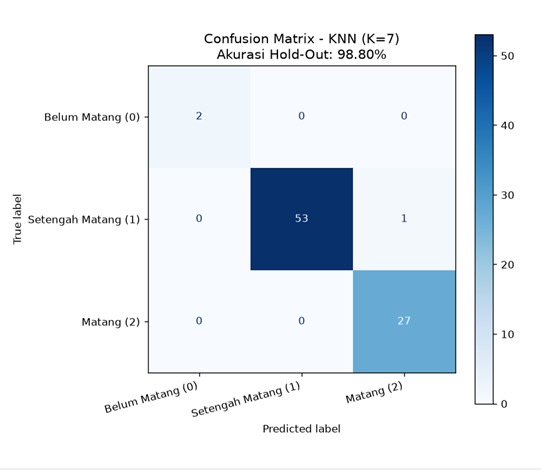 Confusion Matrix - KNN (K=7)
Akurasi Hold-Out: 98.80%
True label
Belum Matang (0)
2 0 0
Setengah Matang (1)
0 53 1
Matang (2)
0 0 27
Belum Matang (0)
Setengah Matang (1)
Matang (2)
Predicted label
50
40
30
20
10
0